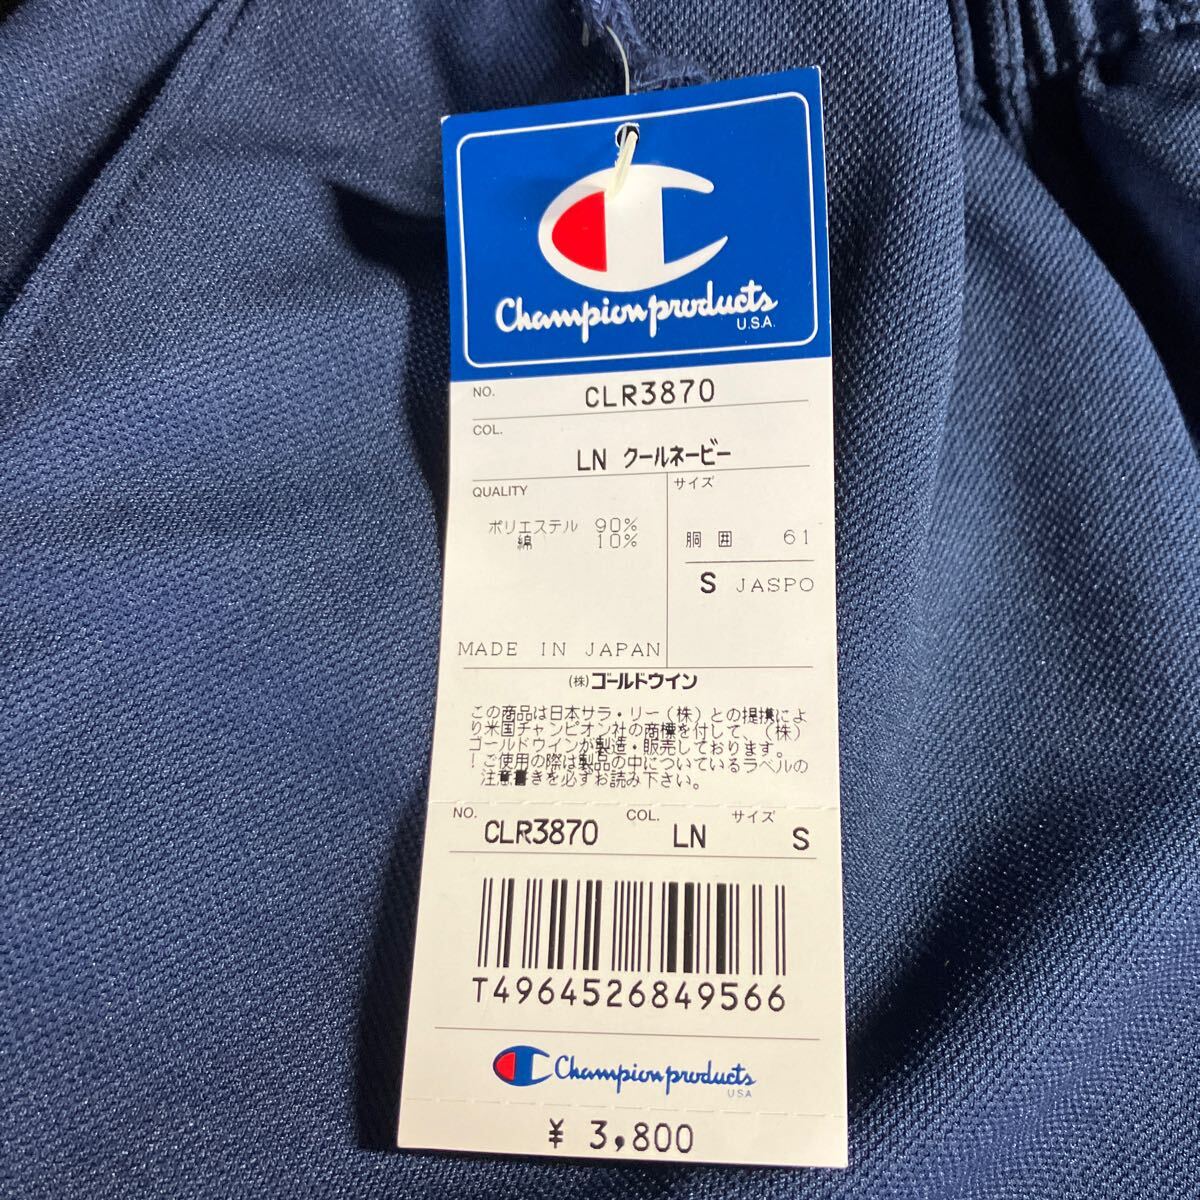 Champion products
U.S.A.
NO. CLR3870
COL.
LN クールネービー
QUALITY
サイズ
ポリエステル 90%
綿 10%
胴囲 61
S JASPO
MADE IN JAPAN
(株)ゴールドウイン
この商品は日本サラ・リー(株)との提携によ
り米国チャンピオン社の商標を付して、(株)
ゴールドウインが製造・販売しております。
!ご使用の際は製品の中についているラベルの
注意書きを必ずお読み下さい。
NO. CLR3870 COL. LN サイズ S
T4964526849566
Champion products
USA
¥ 3,800